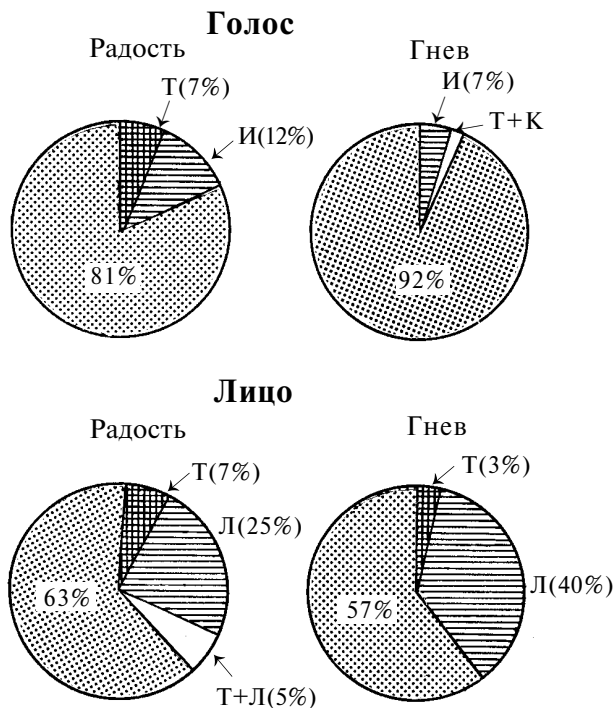 Голос
Радость
Гнев
Т(7%)
И(7%)
Т+К
И(12%)
81%
92%
Лицо
Радость
Гнев
Т(7%)
Т(3%)
Л(25%)
63%
57%
Л(40%)
Т+Л(5%)